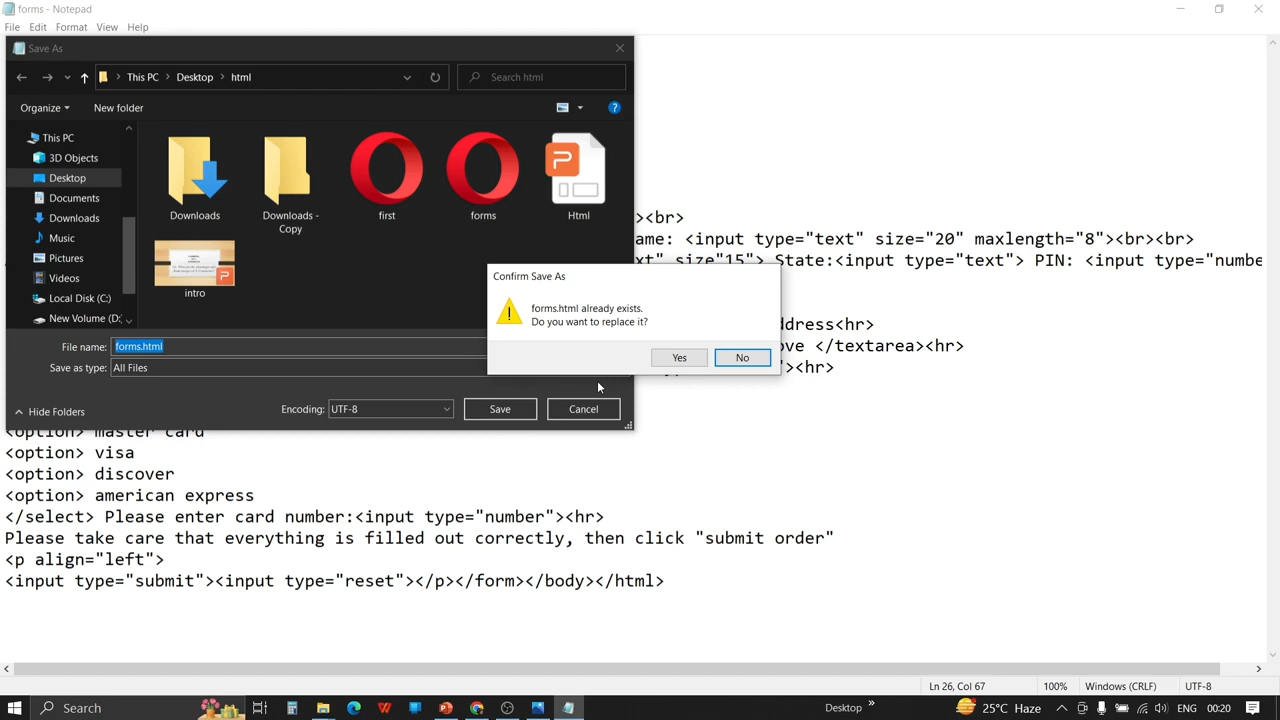 forms - Notepad
File Edit Format View Help
Save As
This PC Desktop html
Search html
Organize New folder
This PC
3D Objects
Desktop
Documents
Downloads
Music
Pictures
Videos
Local Disk (C:)
New Volume (D:
Downloads
Downloads - Copy
first
forms
Html
intro
File name: forms.html
Save as type: All Files
Hide Folders
Encoding: UTF-8
Save Cancel
Confirm Save As
forms.html already exists.
Do you want to replace it?
Yes No
><br>
ame: <input type="text" size="20" maxlength="8"><br><br>
xt" size"15"> State:<input type="text"> PIN: <input type="numbe
ddress<hr>
ove </textarea><hr>
"><hr>
<option> master card
<option> visa
<option> discover
<option> american express
</select> Please enter card number:<input type="number"><hr>
Please take care that everything is filled out correctly, then click "submit order"
<p align="left">
<input type="submit"><input type="reset"></p></form></body></html>
Ln 26, Col 67 100% Windows (CRLF) UTF-8
Search
Desktop
25°C Haze
ENG 00:20